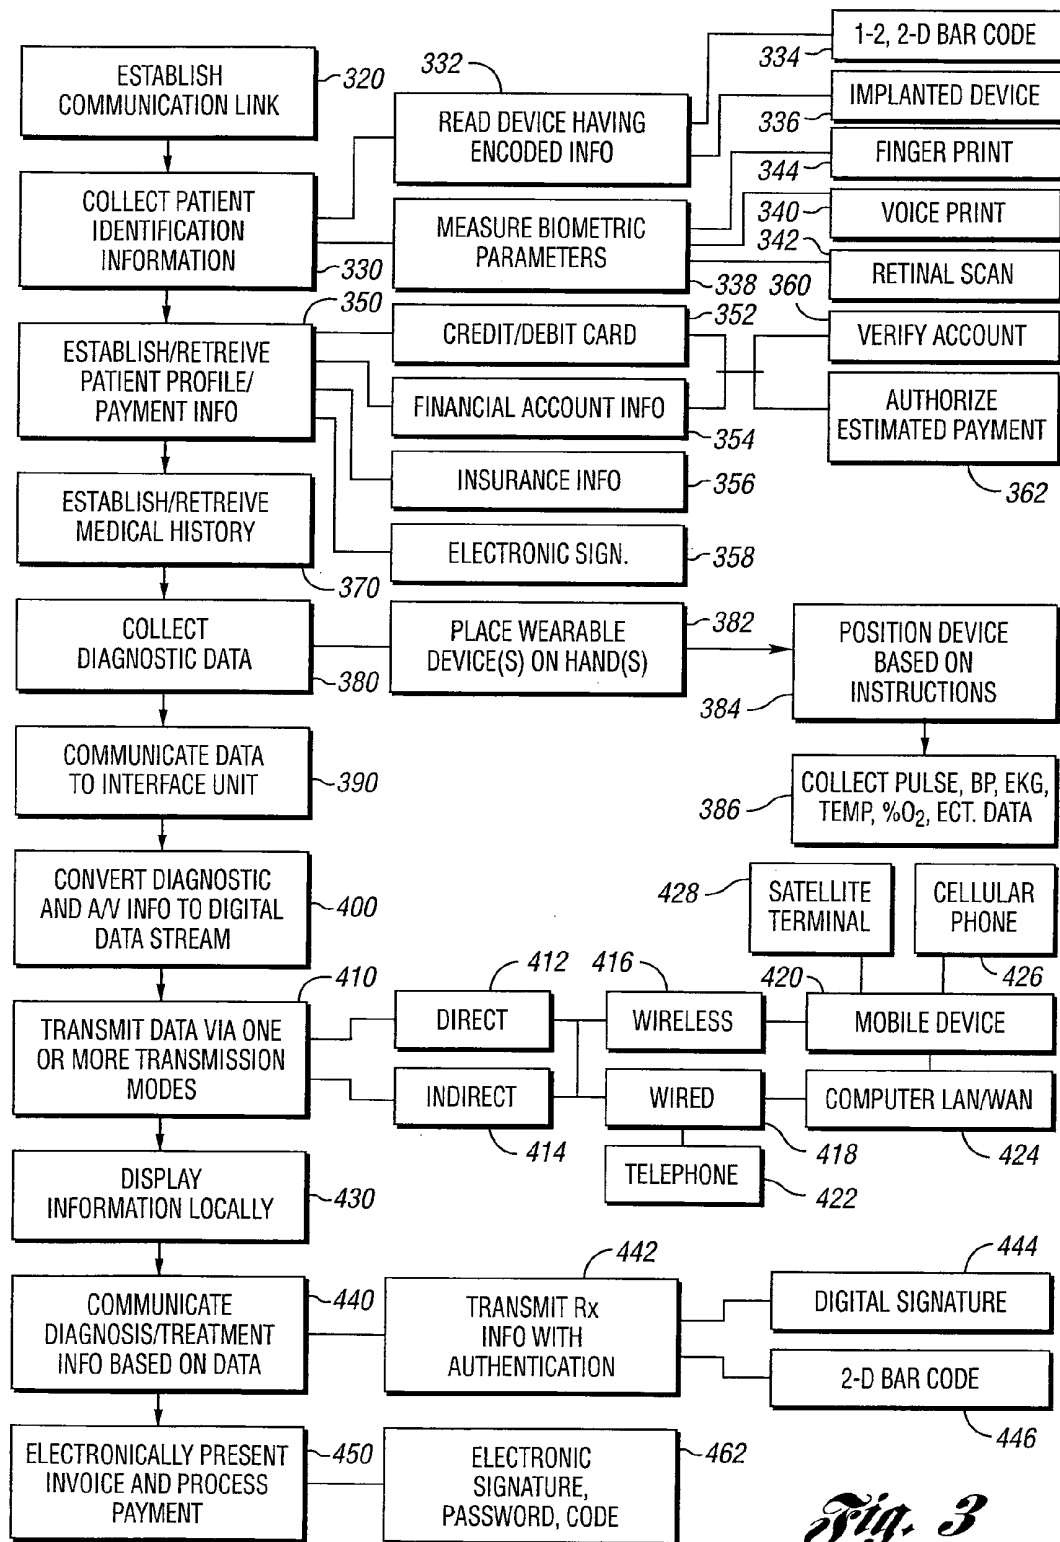 ESTABLISH
COMMUNICATION LINK
320
COLLECT PATIENT
IDENTIFICATION
INFORMATION
330
332
READ DEVICE HAVING
ENCODED INFO
1-2, 2-D BAR CODE
334
IMPLANTED DEVICE
336
FINGER PRINT
344
MEASURE BIOMETRIC
PARAMETERS
338
VOICE PRINT
340
RETINAL SCAN
342
350
ESTABLISH/RETREIVE
PATIENT PROFILE/
PAYMENT INFO
CREDIT/DEBIT CARD
352
FINANCIAL ACCOUNT INFO
354
INSURANCE INFO
356
ELECTRONIC SIGN.
358
360
VERIFY ACCOUNT
AUTHORIZE
ESTIMATED PAYMENT
362
ESTABLISH/RETREIVE
MEDICAL HISTORY
370
COLLECT
DIAGNOSTIC DATA
380
PLACE WEARABLE
DEVICE(S) ON HAND(S)
382
POSITION DEVICE
BASED ON
INSTRUCTIONS
384
COLLECT PULSE, BP, EKG,
TEMP, %O2, ECT. DATA
386
COMMUNICATE DATA
TO INTERFACE UNIT
390
CONVERT DIAGNOSTIC
AND A/V INFO TO DIGITAL
DATA STREAM
400
410
TRANSMIT DATA VIA ONE
OR MORE TRANSMISSION
MODES
412
DIRECT
INDIRECT
414
416
WIRELESS
WIRED
418
TELEPHONE
422
428
SATELLITE
TERMINAL
CELLULAR
PHONE
426
420
MOBILE DEVICE
COMPUTER LAN/WAN
424
DISPLAY
INFORMATION LOCALLY
430
COMMUNICATE
DIAGNOSIS/TREATMENT
INFO BASED ON DATA
440
442
TRANSMIT Rx
INFO WITH
AUTHENTICATION
444
DIGITAL SIGNATURE
2-D BAR CODE
446
ELECTRONICALLY PRESENT
INVOICE AND PROCESS
PAYMENT
450
ELECTRONIC
SIGNATURE,
PASSWORD, CODE
462
Fig. 3